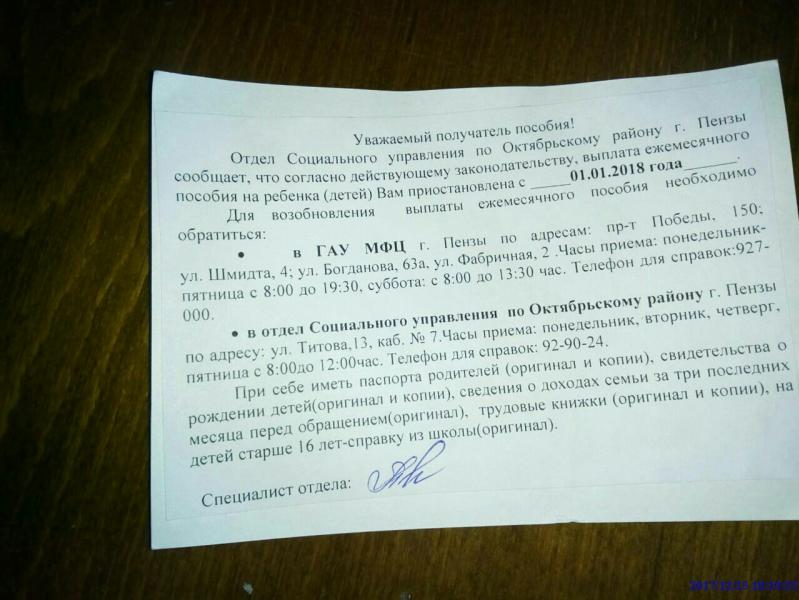 Уважаемый получатель пособия!
Отдел Социального управления по Октябрьскому району г. Пензы
сообщает, что согласно действующему законодательству, выплата ежемесячного
пособия на ребенка (детей) Вам приостановлена с _____01.01.2018 года_______.
Для возобновления выплаты ежемесячного пособия необходимо
обратиться:
• в ГАУ МФЦ г. Пензы по адресам: пр-т Победы, 150;
ул. Шмидта, 4; ул. Богданова, 63а, ул. Фабричная, 2 .Часы приема: понедельник-
пятница с 8:00 до 19:30, суббота: с 8:00 до 13:30 час. Телефон для справок:927-
000.
• в отдел Социального управления по Октябрьскому району г. Пензы
по адресу: ул. Титова,13, каб. № 7.Часы приема: понедельник, вторник, четверг,
пятница с 8:00до 12:00час. Телефон для справок: 92-90-24.
При себе иметь паспорта родителей (оригинал и копии), свидетельства о
рождении детей(оригинал и копии), сведения о доходах семьи за три последних
месяца перед обращением(оригинал), трудовые книжки (оригинал и копии), на
детей старше 16 лет-справку из школы(оригинал).
Специалист отдела: